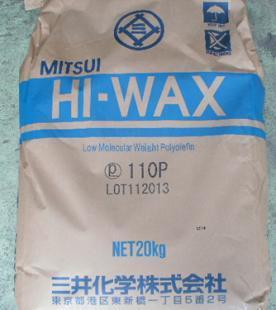 MITSUI
HI-WAX
Low Molecular Weight Polyolefin
Ⓟ 110P
LOT112013
NET20kg
三井化学株式会社
東京都港区東新橋一丁目5番2号